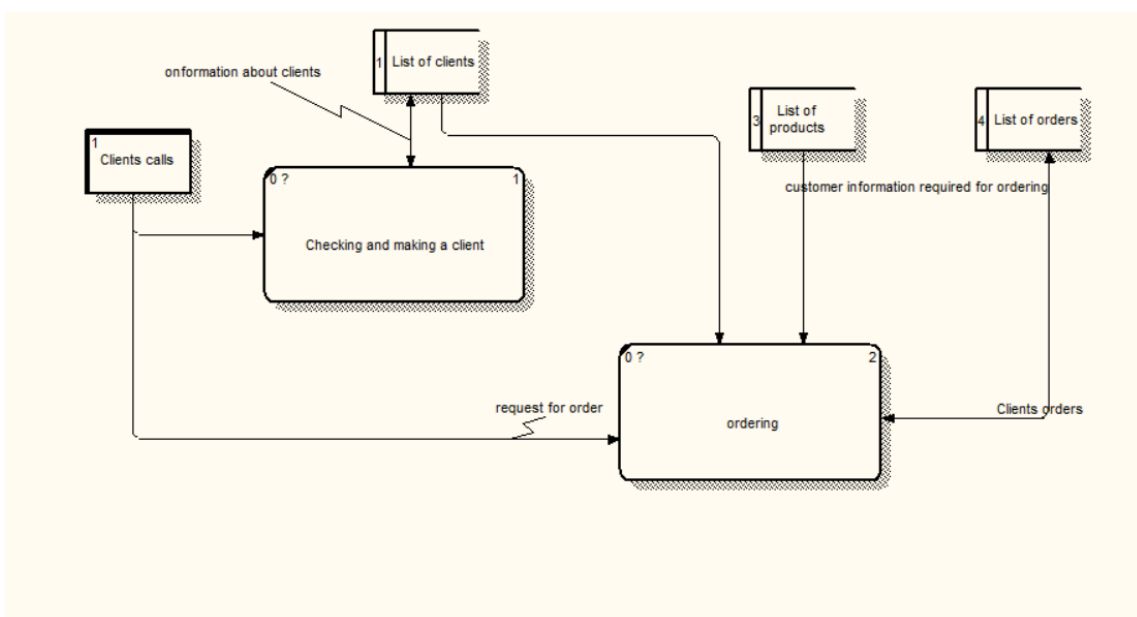 1
List of clients
onformation about clients
1
Clients calls
3
List of
products
4
List of orders
0 ?
1
Checking and making a client
customer information required for ordering
0 ?
2
ordering
request for order
Clients orders